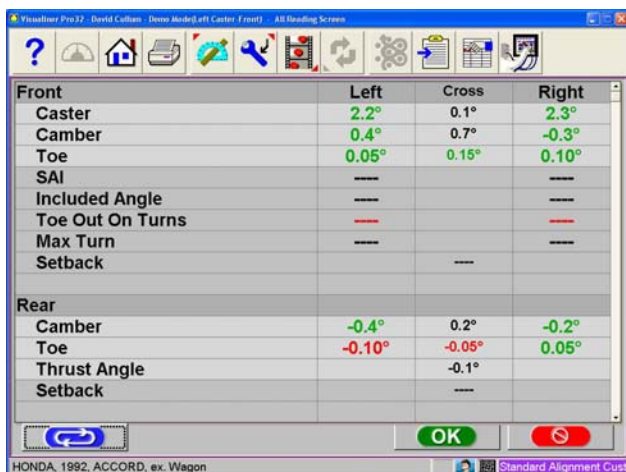 Visualiner Pro32 - David Cullum - Demo Mode(Left Caster-Front) - All Reading Screen
?
Front Left Cross Right
Caster 2.2° 0.1° 2.3°
Camber 0.4° 0.7° -0.3°
Toe 0.05° 0.15° 0.10°
SAI ---- ----
Included Angle ---- ----
Toe Out On Turns ---- ----
Max Turn ---- ----
Setback ----
Rear
Camber -0.4° 0.2° -0.2°
Toe -0.10° -0.05° 0.05°
Thrust Angle -0.1°
Setback ----
OK
HONDA, 1992, ACCORD, ex. Wagon Standard Alignment Cust